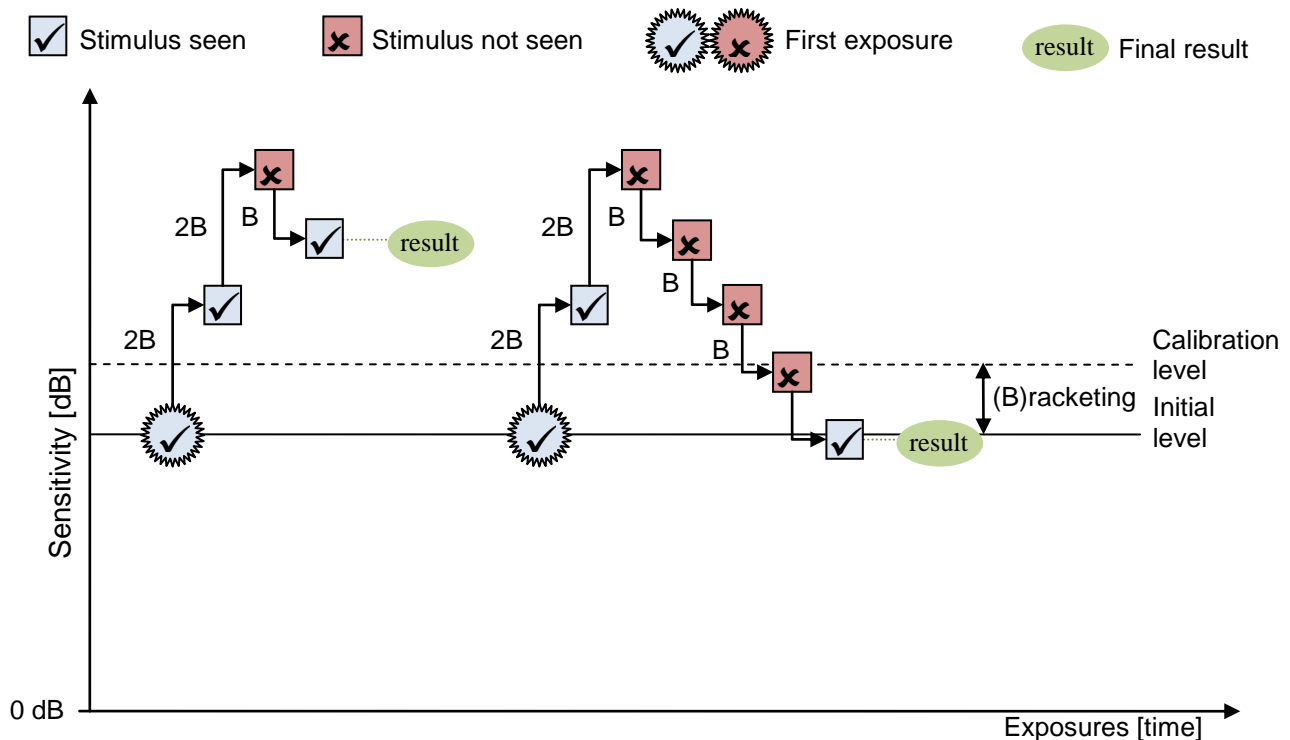 Stimulus seen
Stimulus not seen
First exposure
result
Final result
Sensitivity [dB]
2B
2B
B
result
2B
2B
B
B
B
result
Calibration
level
(B)racketing
Initial
level
0 dB
Exposures [time]